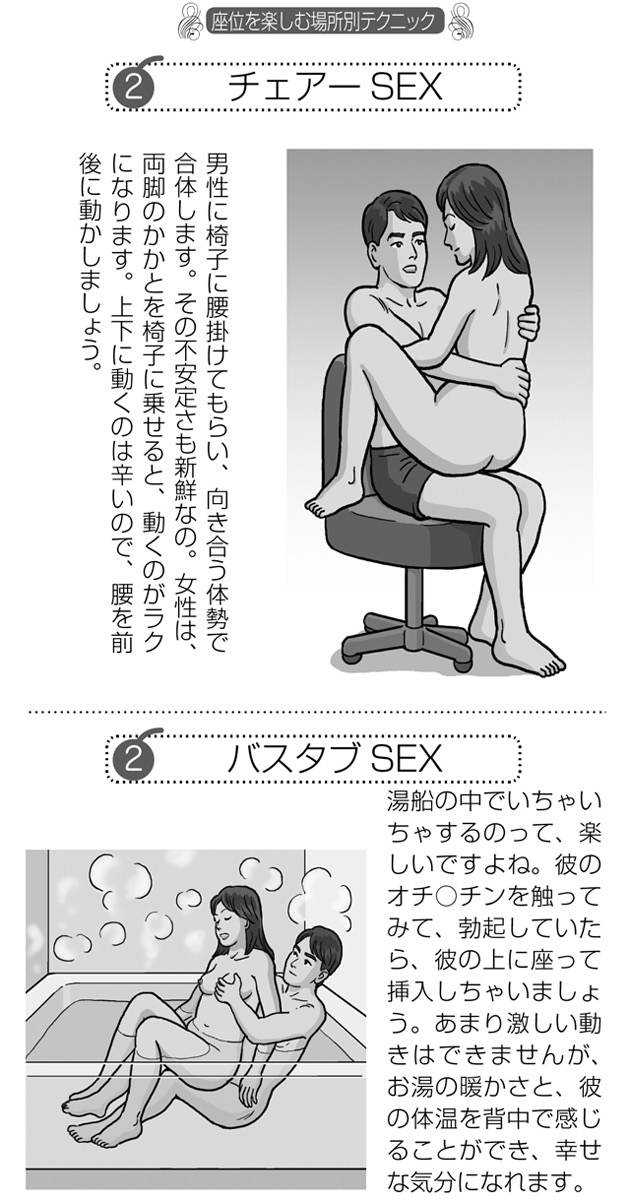 座位を楽しむ場所別テクニック
2
チェアーSEX
男性に椅子に腰掛けてもらい、向き合う体勢で
合体します。その不安定さも新鮮なの。女性は、
両脚のかかとを椅子に乗せると、動くのがラク
になります。上下に動くのは辛いので、腰を前
後に動かしましょう。
2
バスタブSEX
湯船の中でいちゃい
ちゃするのって、楽
しいですよね。彼の
オチ○チンを触って
みて、勃起していた
ら、彼の上に座って
挿入しちゃいましょ
う。あまり激しい動
きはできませんが、
お湯の暖かさと、彼
の体温を背中で感じ
ることができ、幸せ
な気分になれます。